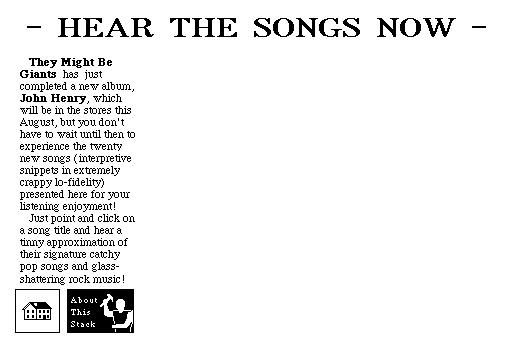 - HEAR THE SONGS NOW -
They Might Be
Giants has just
completed a new album,
John Henry, which
will be in the stores this
August, but you don't
have to wait until then to
experience the twenty
new songs (interpretive
snippets in extremely
crappy lo-fidelity)
presented here for your
listening enjoyment!
Just point and click on
a song title and hear a
tinny approximation of
their signature catchy
pop songs and glass-
shattering rock music!
About
This
Stack